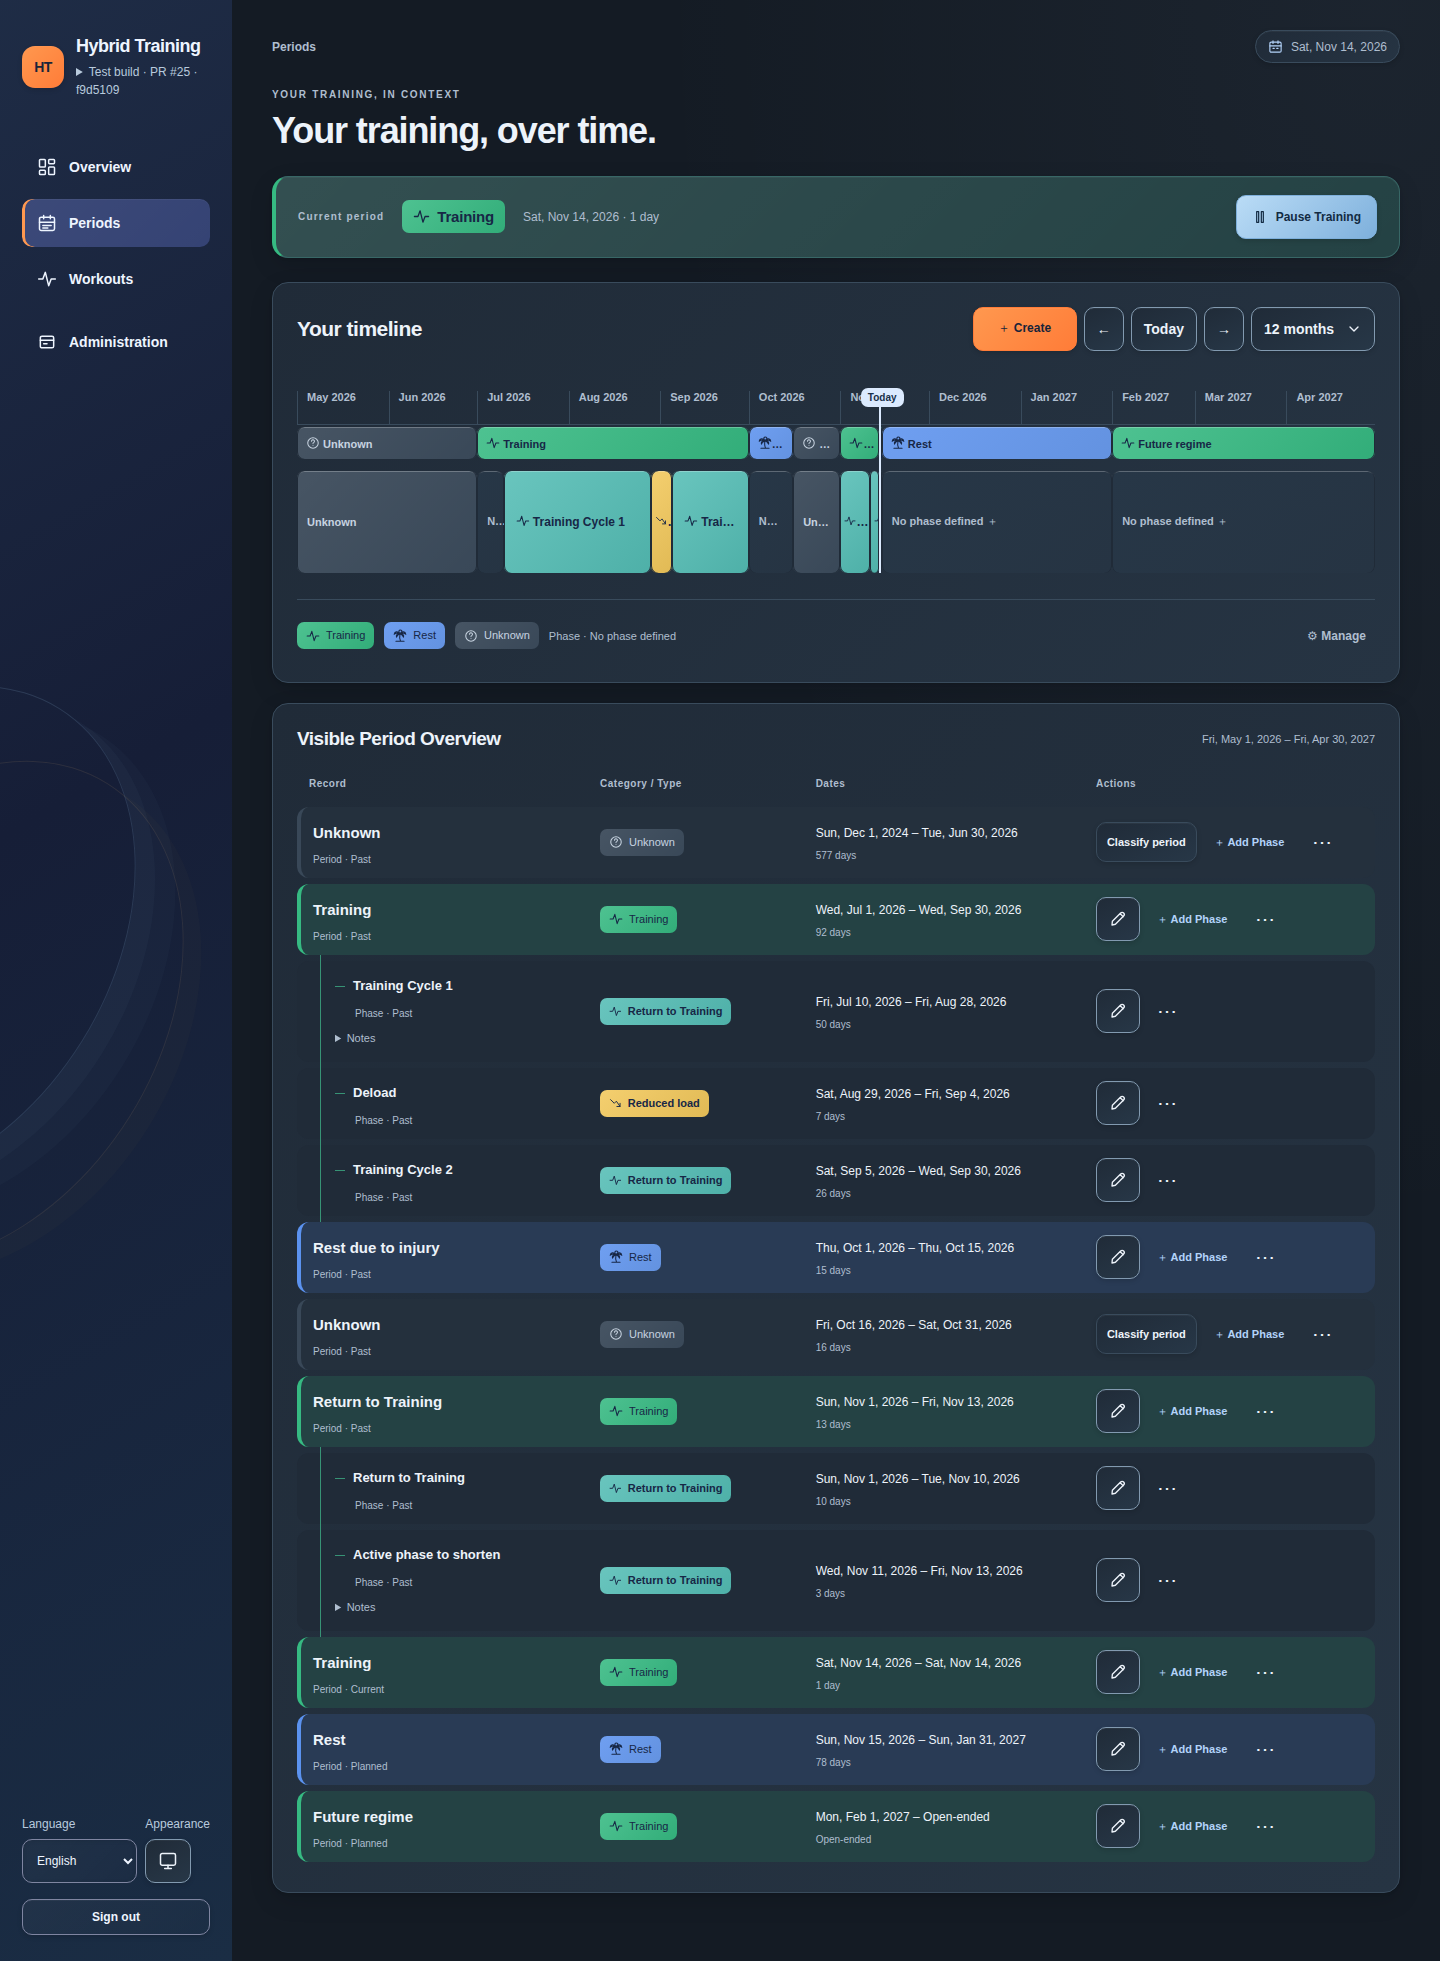 HT
Hybrid Training
Test build · PR #25 ·
f9d5109
Overview
Periods
Workouts
Administration
Language
Appearance
English
Sign out
Periods
Sat, Nov 14, 2026
YOUR TRAINING, IN CONTEXT
Your training, over time.
Current period
Training
Sat, Nov 14, 2026 · 1 day
Pause Training
Your timeline
+ Create
←
Today
→
12 months
May 2026
Jun 2026
Jul 2026
Aug 2026
Sep 2026
Oct 2026
No
Today
Dec 2026
Jan 2027
Feb 2027
Mar 2027
Apr 2027
Unknown
Training
...
...
...
Rest
Future regime
Unknown
N...
Training Cycle 1
Trai...
N...
Un...
...
No phase defined +
No phase defined +
Training
Rest
Unknown
Phase · No phase defined
⚙ Manage
Visible Period Overview
Fri, May 1, 2026 – Fri, Apr 30, 2027
Record
Category / Type
Dates
Actions
Unknown
Period · Past
Unknown
Sun, Dec 1, 2024 – Tue, Jun 30, 2026
577 days
Classify period
+ Add Phase
···
Training
Period · Past
Training
Wed, Jul 1, 2026 – Wed, Sep 30, 2026
92 days
+ Add Phase
···
— Training Cycle 1
Phase · Past
Notes
Return to Training
Fri, Jul 10, 2026 – Fri, Aug 28, 2026
50 days
···
— Deload
Phase · Past
Reduced load
Sat, Aug 29, 2026 – Fri, Sep 4, 2026
7 days
···
— Training Cycle 2
Phase · Past
Return to Training
Sat, Sep 5, 2026 – Wed, Sep 30, 2026
26 days
···
Rest due to injury
Period · Past
Rest
Thu, Oct 1, 2026 – Thu, Oct 15, 2026
15 days
+ Add Phase
···
Unknown
Period · Past
Unknown
Fri, Oct 16, 2026 – Sat, Oct 31, 2026
16 days
Classify period
+ Add Phase
···
Return to Training
Period · Past
Training
Sun, Nov 1, 2026 – Fri, Nov 13, 2026
13 days
+ Add Phase
···
— Return to Training
Phase · Past
Return to Training
Sun, Nov 1, 2026 – Tue, Nov 10, 2026
10 days
···
— Active phase to shorten
Phase · Past
Notes
Return to Training
Wed, Nov 11, 2026 – Fri, Nov 13, 2026
3 days
···
Training
Period · Current
Training
Sat, Nov 14, 2026 – Sat, Nov 14, 2026
1 day
+ Add Phase
···
Rest
Period · Planned
Rest
Sun, Nov 15, 2026 – Sun, Jan 31, 2027
78 days
+ Add Phase
···
Future regime
Period · Planned
Training
Mon, Feb 1, 2027 – Open-ended
Open-ended
+ Add Phase
···